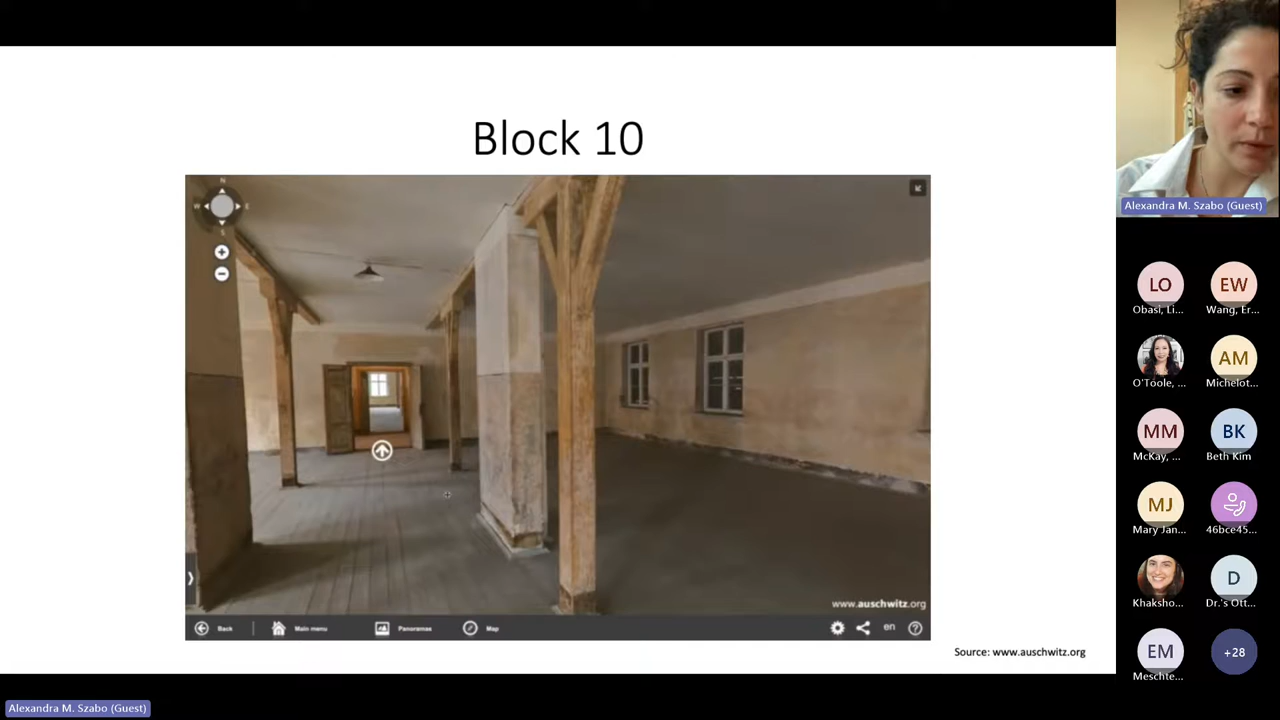 Block 10
N
W
E
S
+
−
www.auschwitz.org
Back
Main menu
Panoramas
Map
en
?
Source: www.auschwitz.org
Alexandra M. Szabo (Guest)
LO
EW
Obasi, Li...
Wang, Er...
AM
O'Toole, ...
Michelot...
MM
BK
McKay, ...
Beth Kim
MJ
Mary Jan...
46bce45...
D
Khaksho...
Dr.'s Ott...
EM
+28
Meschte...
Alexandra M. Szabo (Guest)